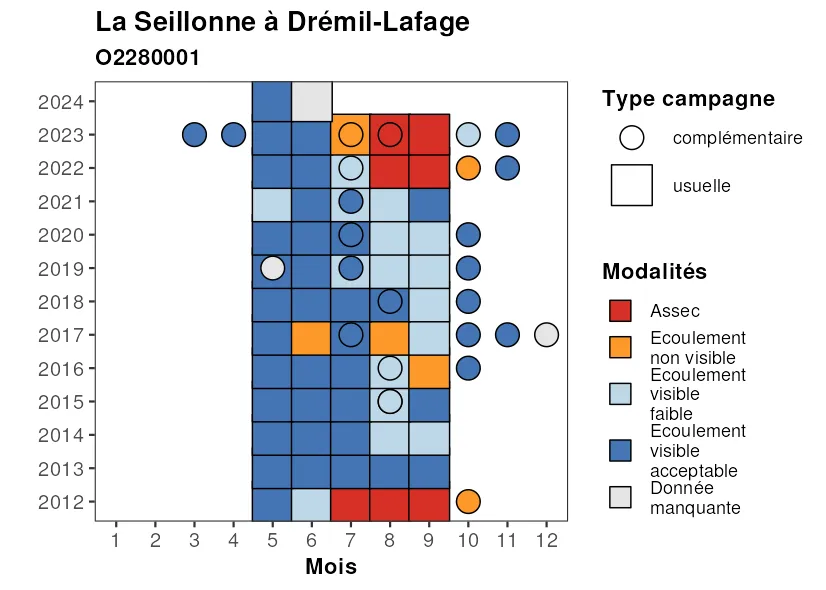 La Seillonne à Drémil-Lafage
O2280001
2024
2023
2022
2021
2020
2019
2018
2017
2016
2015
2014
2013
2012
1 2 3 4 5 6 7 8 9 10 11 12
Mois
Type campagne
complémentaire
usuelle
Modalités
Assec
Ecoulement
non visible
Ecoulement
visible
faible
Ecoulement
visible
acceptable
Donnée
manquante